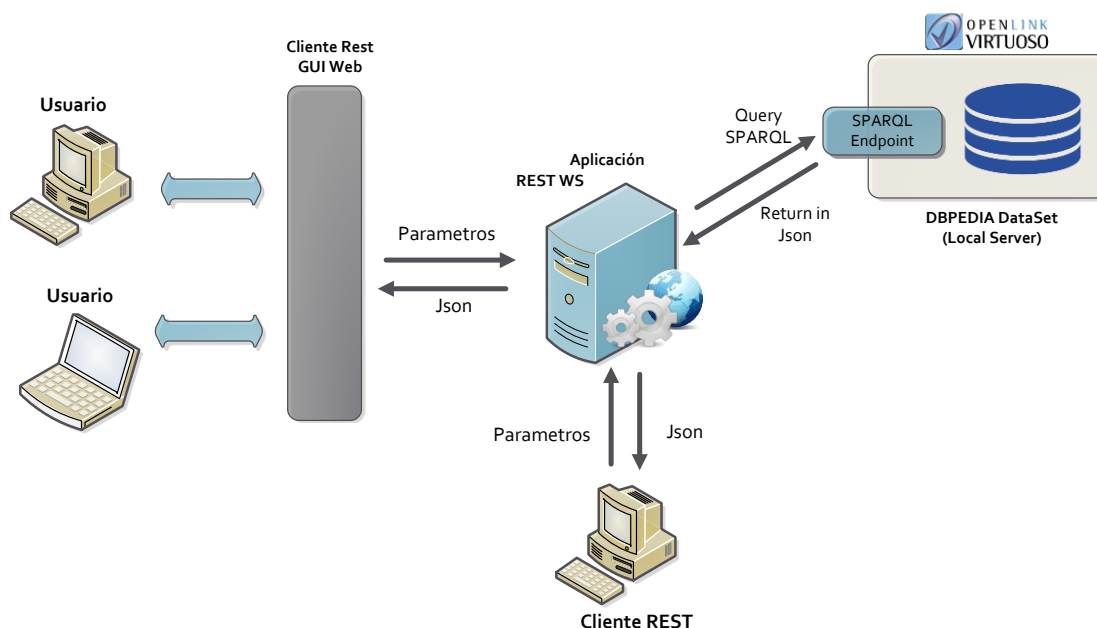 Cliente Rest
GUI Web
Usuario
Usuario
Parametros
Json
Aplicación
REST WS
Query
SPARQL
Return in
Json
OPENLINK
VIRTUOSO
SPARQL
Endpoint
DBPEDIA DataSet
(Local Server)
Parametros
Json
Cliente REST